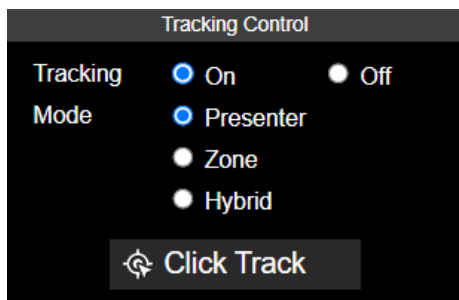 Tracking Control
Tracking On Off
Mode Presenter
Zone
Hybrid
Click Track